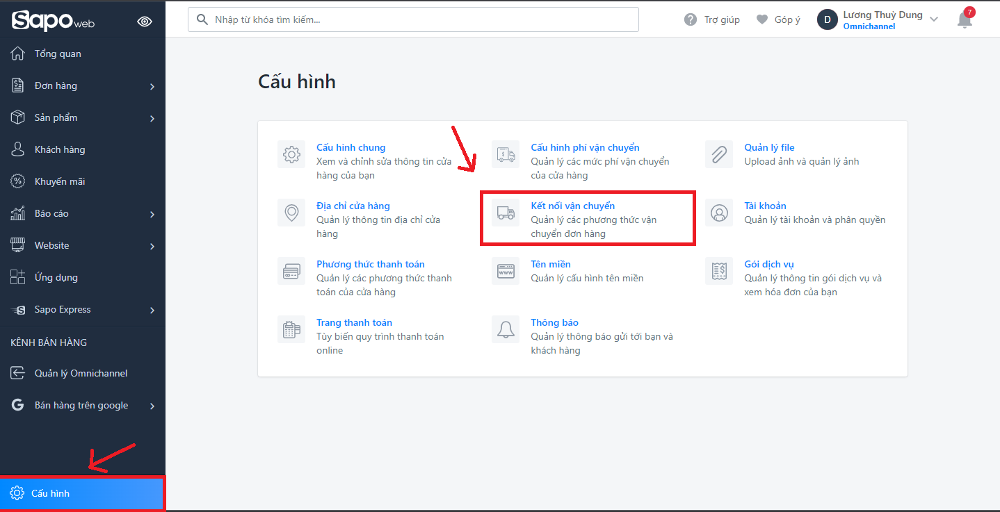 Sapo web
Nhập từ khóa tìm kiếm...
Trợ giúp
Góp ý
D
Lương Thuỳ Dung
Omnichannel
7
Tổng quan
Đơn hàng
Sản phẩm
Khách hàng
Khuyến mãi
Báo cáo
Website
Ứng dụng
Sapo Express
KÊNH BÁN HÀNG
Quản lý Omnichannel
Bán hàng trên google
Cấu hình
Cấu hình
Cấu hình chung
Xem và chỉnh sửa thông tin cửa
hàng của bạn
Cấu hình phí vận chuyển
Quản lý các mức phí vận chuyển
của cửa hàng
Quản lý file
Upload ảnh và quản lý ảnh
Địa chỉ cửa hàng
Quản lý thông tin địa chỉ cửa
hàng
Kết nối vận chuyển
Quản lý các phương thức vận
chuyển đơn hàng
Tài khoản
Quản lý tài khoản và phân quyền
Phương thức thanh toán
Quản lý các phương thức thanh
toán của cửa hàng
WWW
Tên miền
Quản lý cấu hình tên miền
Gói dịch vụ
Quản lý thông tin gói dịch vụ và
xem hóa đơn của bạn
Trang thanh toán
Tùy biến quy trình thanh toán
online
Thông báo
Quản lý thông báo gửi tới bạn và
khách hàng